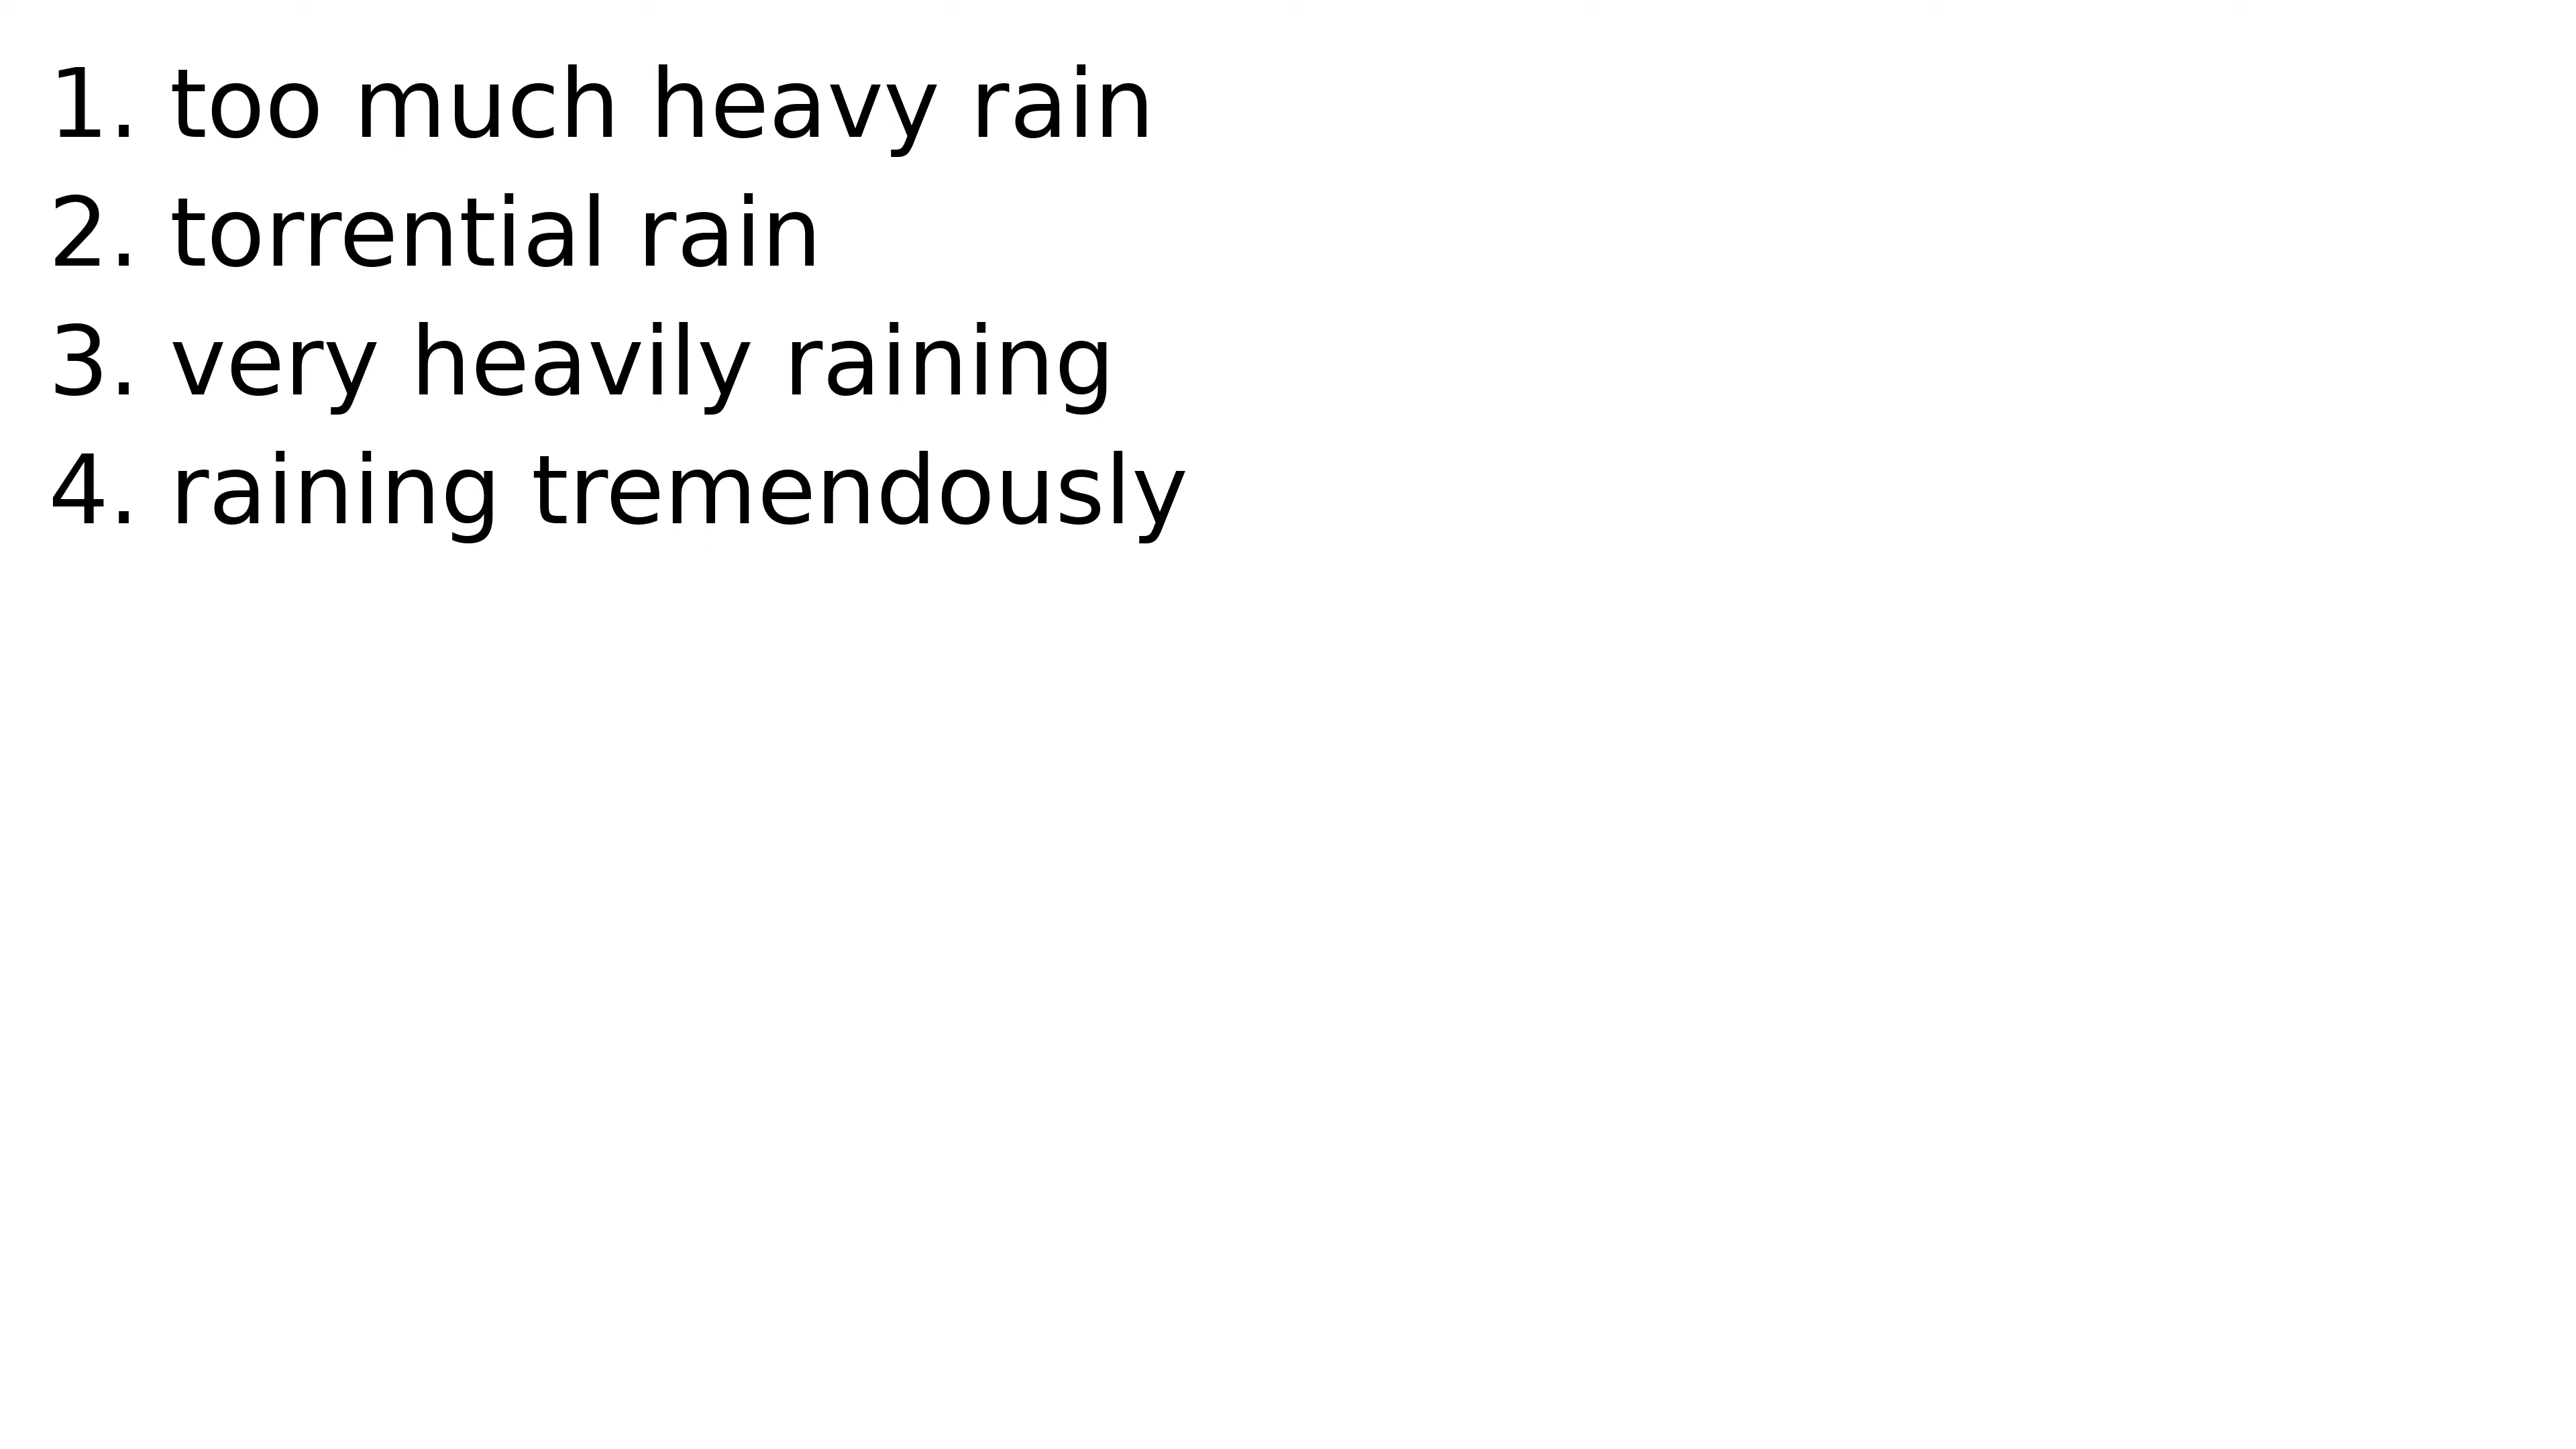 1. too much heavy rain
2. torrential rain
3. very heavily raining
4. raining tremendously